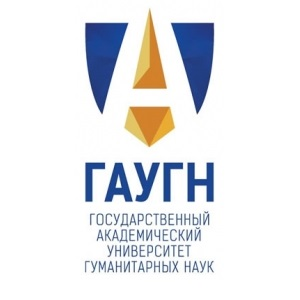 ГАУГН
ГОСУДАРСТВЕННЫЙ
АКАДЕМИЧЕСКИЙ
УНИВЕРСИТЕТ
ГУМАНИТАРНЫХ НАУК